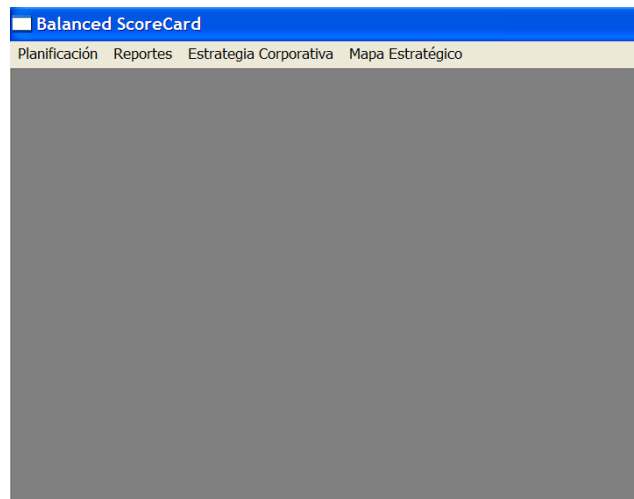 Balanced ScoreCard
Planificación Reportes Estrategia Corporativa Mapa Estratégico